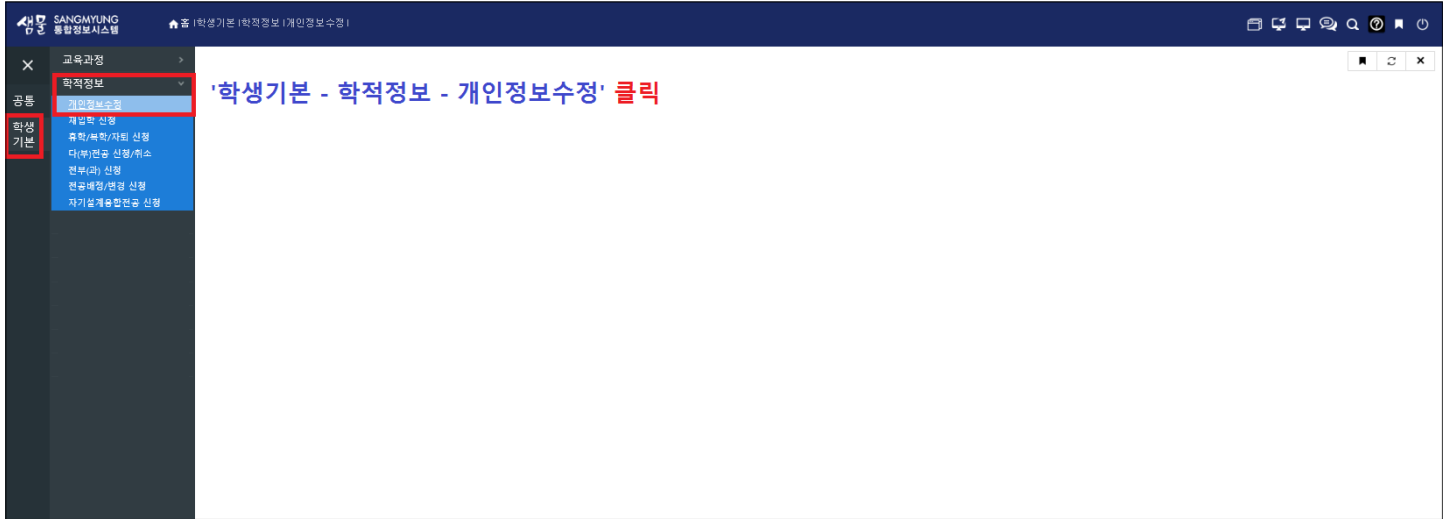 샘물 SANGMYUNG
통합정보시스템
홈 |학생기본 |학적정보 |개인정보수정|
공통
학생
기본
교육과정
학적정보
개인정보수정
재입학 신청
휴학/복학/자퇴 신청
다(부)전공 신청/취소
전부(과) 신청
전공배정/변경 신청
자기설계융합전공 신청
'학생기본 - 학적정보 - 개인정보수정' 클릭